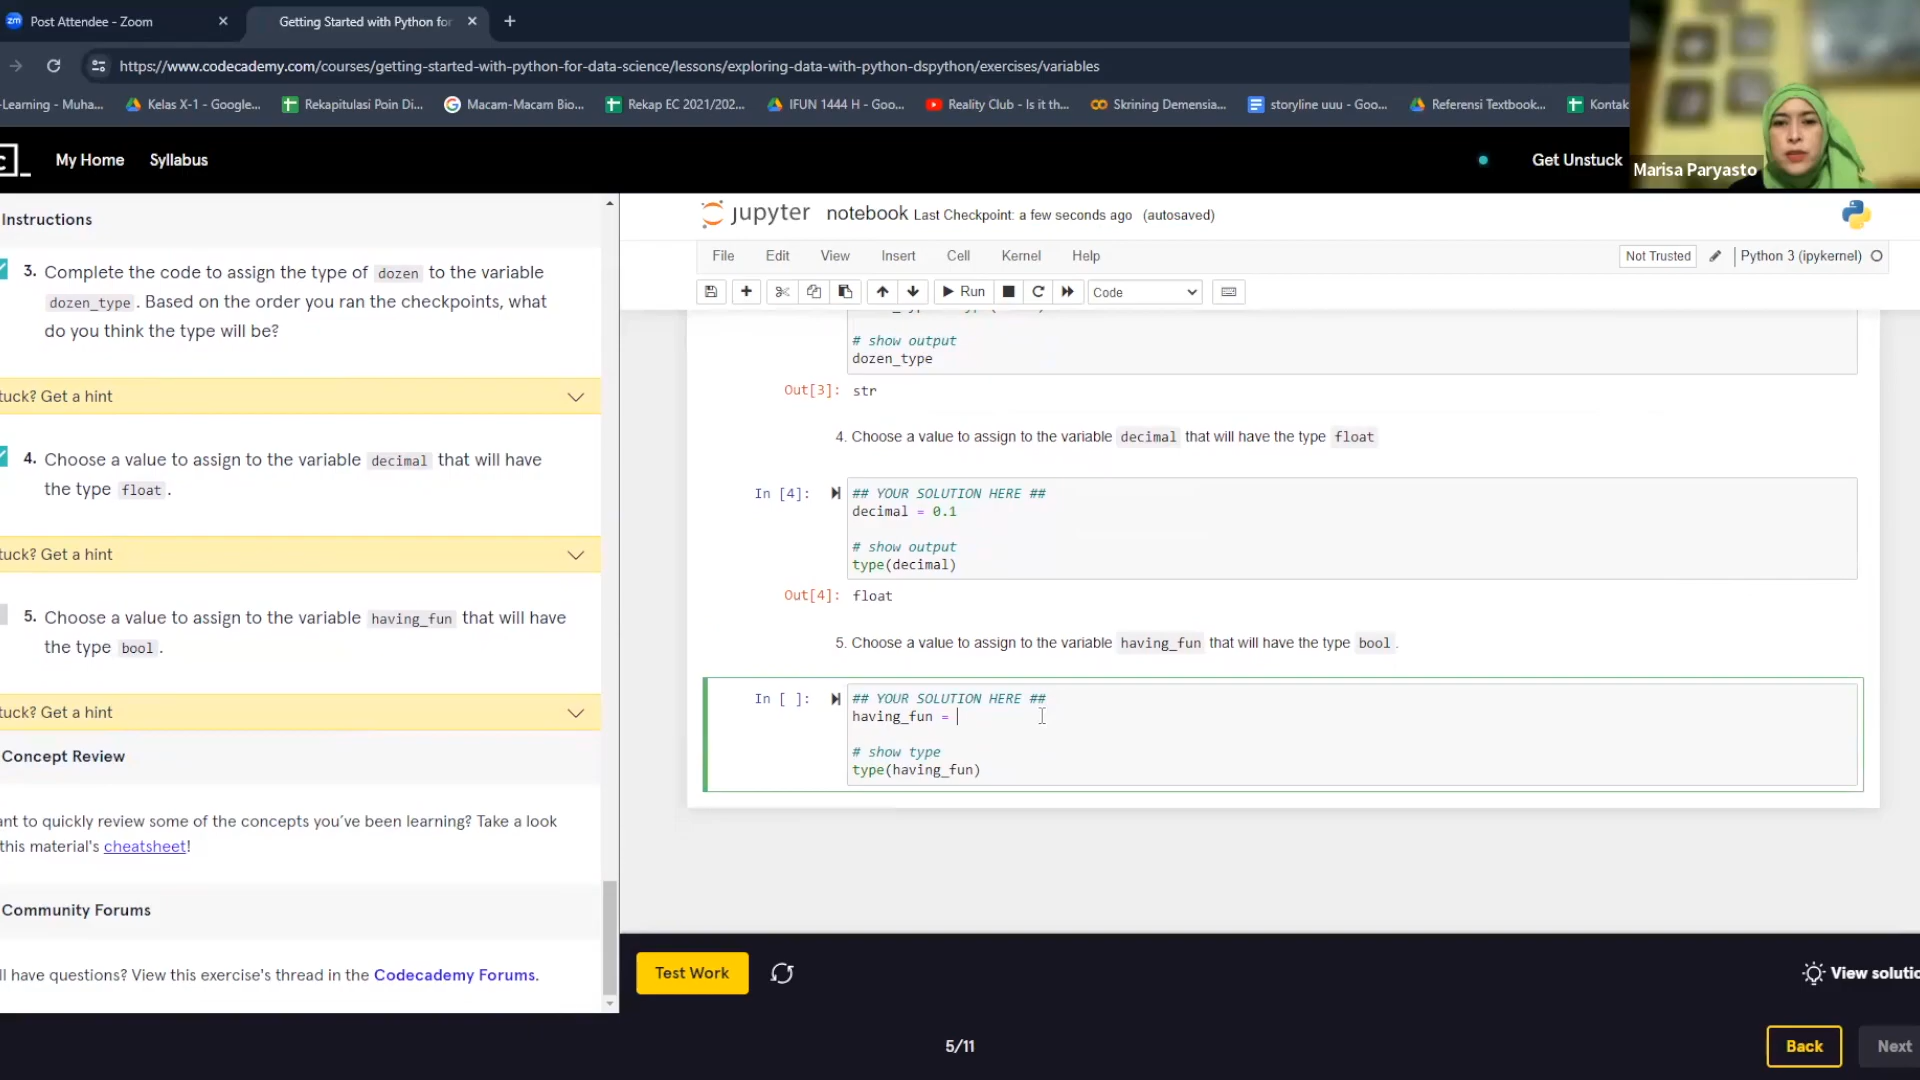 Post Attendee - Zoom
Getting Started with Python for
https://www.codecademy.com/courses/getting-started-with-python-for-data-science/lessons/exploring-data-with-python-dspython/exercises/variables
-Learning - Muha...
Kelas X-1 - Google...
Rekapitulasi Poin Di...
Macam-Macam Bio...
Rekap EC 2021/202...
IFUN 1444 H - Goo...
Reality Club - Is it th...
Skrining Demensia...
storyline uuu - Goo...
Referensi Textbook...
Kontak
My Home
Syllabus
Get Unstuck
Marisa Paryasto
Instructions
3. Complete the code to assign the type of dozen to the variable
dozen_type. Based on the order you ran the checkpoints, what
do you think the type will be?
tuck? Get a hint
4. Choose a value to assign to the variable decimal that will have
the type float.
tuck? Get a hint
5. Choose a value to assign to the variable having_fun that will have
the type bool.
tuck? Get a hint
Concept Review
ant to quickly review some of the concepts you've been learning? Take a look
this material's cheatsheet!
Community Forums
ll have questions? View this exercise's thread in the Codecademy Forums.
jupyter notebook Last Checkpoint: a few seconds ago (autosaved)
File Edit View Insert Cell Kernel Help
Not Trusted
Python 3 (ipykernel)
Run
Code
# show output
dozen_type
Out[3]: str
4. Choose a value to assign to the variable decimal that will have the type float
In [4]: ## YOUR SOLUTION HERE ##
decimal = 0.1
# show output
type(decimal)
Out[4]: float
5. Choose a value to assign to the variable having_fun that will have the type bool.
In [ ]: ## YOUR SOLUTION HERE ##
having_fun =
# show type
type(having_fun)
Test Work
View solutio
5/11
Back
Next